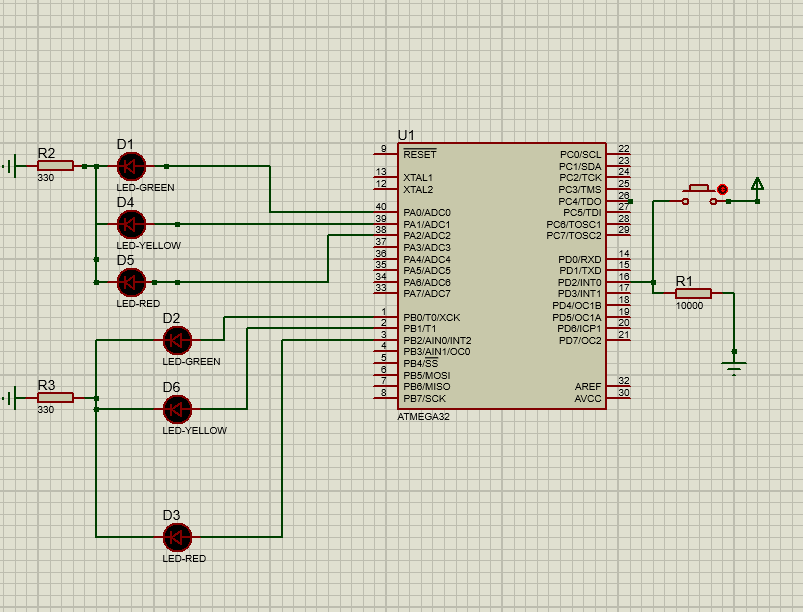 U1
R2
330
D1
LED-GREEN
D4
LED-YELLOW
D5
LED-RED
D2
LED-GREEN
R3
330
D6
LED-YELLOW
D3
LED-RED
9 RESET
13 XTAL1
12 XTAL2
40 PA0/ADC0
39 PA1/ADC1
38 PA2/ADC2
37 PA3/ADC3
36 PA4/ADC4
35 PA5/ADC5
34 PA6/ADC6
33 PA7/ADC7
1 PB0/T0/XCK
2 PB1/T1
3 PB2/AIN0/INT2
4 PB3/AIN1/OC0
5 PB4/SS
6 PB5/MOSI
7 PB6/MISO
8 PB7/SCK
PC0/SCL 22
PC1/SDA 23
PC2/TCK 24
PC3/TMS 25
PC4/TDO 26
PC5/TDI 27
PC6/TOSC1 28
PC7/TOSC2 29
PD0/RXD 14
PD1/TXD 15
PD2/INT0 16
PD3/INT1 17
PD4/OC1B 18
PD5/OC1A 19
PD6/ICP1 20
PD7/OC2 21
AREF 32
AVCC 30
ATMEGA32
R1
10000